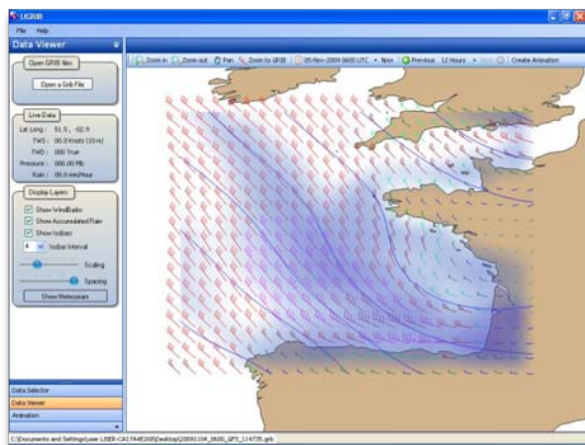 UGRIB
File Help
Data Viewer
Zoom in Zoom out Pan Zoom to GRIB 05-Nov-2009 0600 UTC Now Previous 12 Hours Next Create Animation
Open GRIB files
Open a Grib File
Live Data
Lat Long : 51.5 , -02.9
TWS : 00.0 Knots (10m)
TWD : 000 True
Pressure : 000.00 Mb
Rain : 00.0 mm/Hour
Display Layers
Show WindBarbs
Show Accumulated Rain
Show Isobars
4 Isobar Interval
Scaling
Spacing
Show Meteogram
Data Selector
Data Viewer
Animation